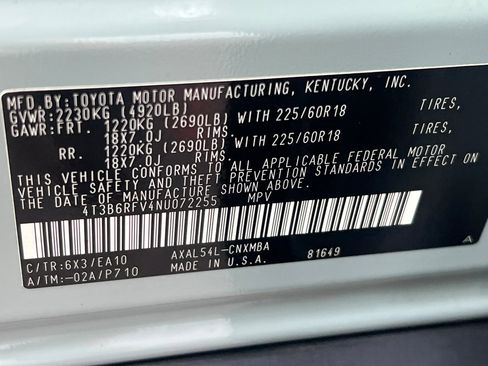 MFD.BY:TOYOTA MOTOR MANUFACTURING, KENTUCKY, INC.
GVWR:2230KG (4920LB)
GAWR:FRT. 1220KG (2690LB) WITH 225/60R18 TIRES,
18X7.0J RIMS.
RR. 1220KG (2690LB) WITH 225/60R18 TIRES,
18X7.0J RIMS.
THIS VEHICLE CONFORMS TO ALL APPLICABLE FEDERAL MOTOR
VEHICLE SAFETY AND THEFT PREVENTION STANDARDS IN EFFECT ON
THE DATE OF MANUFACTURE SHOWN ABOVE.
4T3B6RFV4NU072255 MPV
C/TR:6X3/EA10 AXAL54L-CNXMBA 81649 A
A/TM:-02A/P710 MADE IN U.S.A.